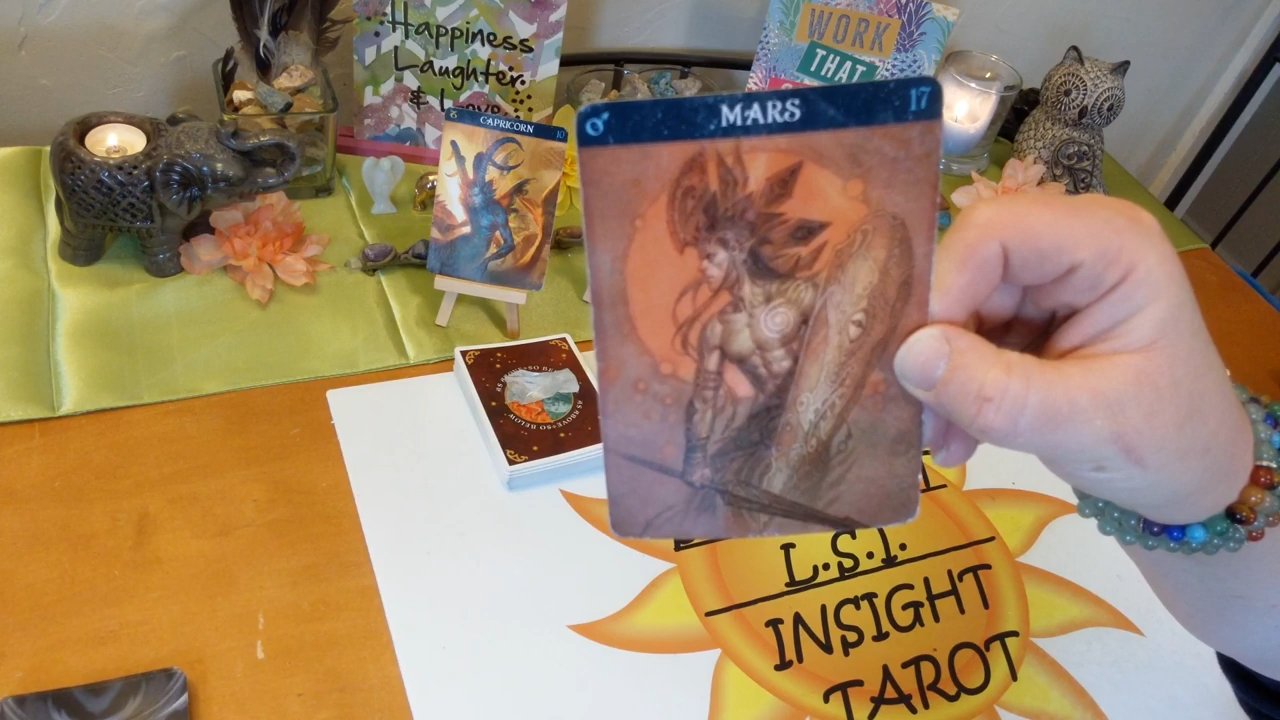 Happiness
Laughter
& Love
WORK
THAT
♂ MARS 17
♑ CAPRICORN 10
AS ABOVE • SO BELOW
L.S.I.
INSIGHT
TAROT